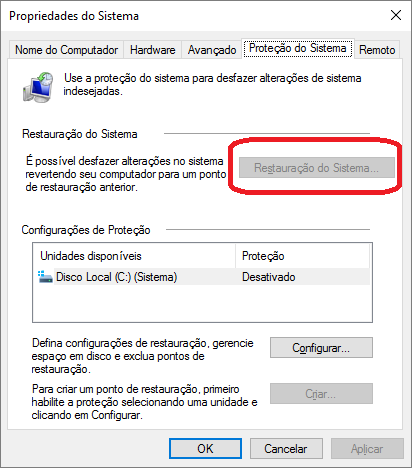 Propriedades do Sistema
Nome do Computador
Hardware
Avançado
Proteção do Sistema
Remoto
Use a proteção do sistema para desfazer alterações de sistema
indesejadas.
Restauração do Sistema
É possível desfazer alterações no sistema
revertendo seu computador para um ponto
de restauração anterior.
Restauração do Sistema...
Configurações de Proteção
Unidades disponíveis
Proteção
Disco Local (C:) (Sistema)
Desativado
Defina configurações de restauração, gerencie
espaço em disco e exclua pontos de
restauração.
Configurar...
Para criar um ponto de restauração, primeiro
habilite a proteção selecionando uma unidade e
clicando em Configurar.
Criar...
OK
Cancelar
Aplicar